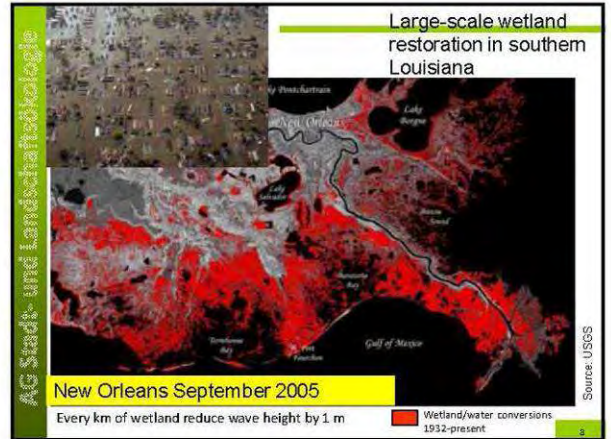 Large-scale wetland
restoration in southern
Louisiana
AG Stadt- und Landschaftsökologie
Lake
Borgne
New Orleans
Lake
Salvador
Breton
Sound
Barataria
Bay
Terrebonne
Bay
Port
Fourchon
Gulf of Mexico
Source: USGS
New Orleans September 2005
Every km of wetland reduce wave height by 1 m
Wetland/water conversions
1932-present
8